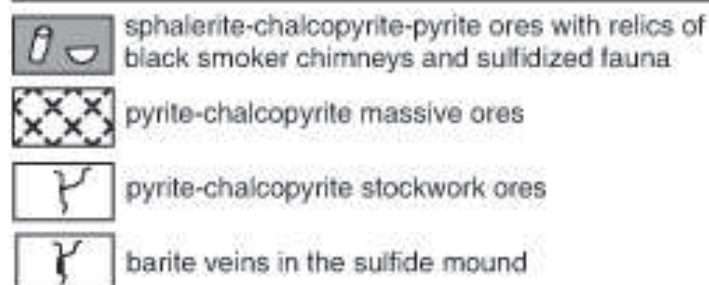 sphalerite-chalcopyrite-pyrite ores with relics of
black smoker chimneys and sulfidized fauna
pyrite-chalcopyrite massive ores
pyrite-chalcopyrite stockwork ores
barite veins in the sulfide mound